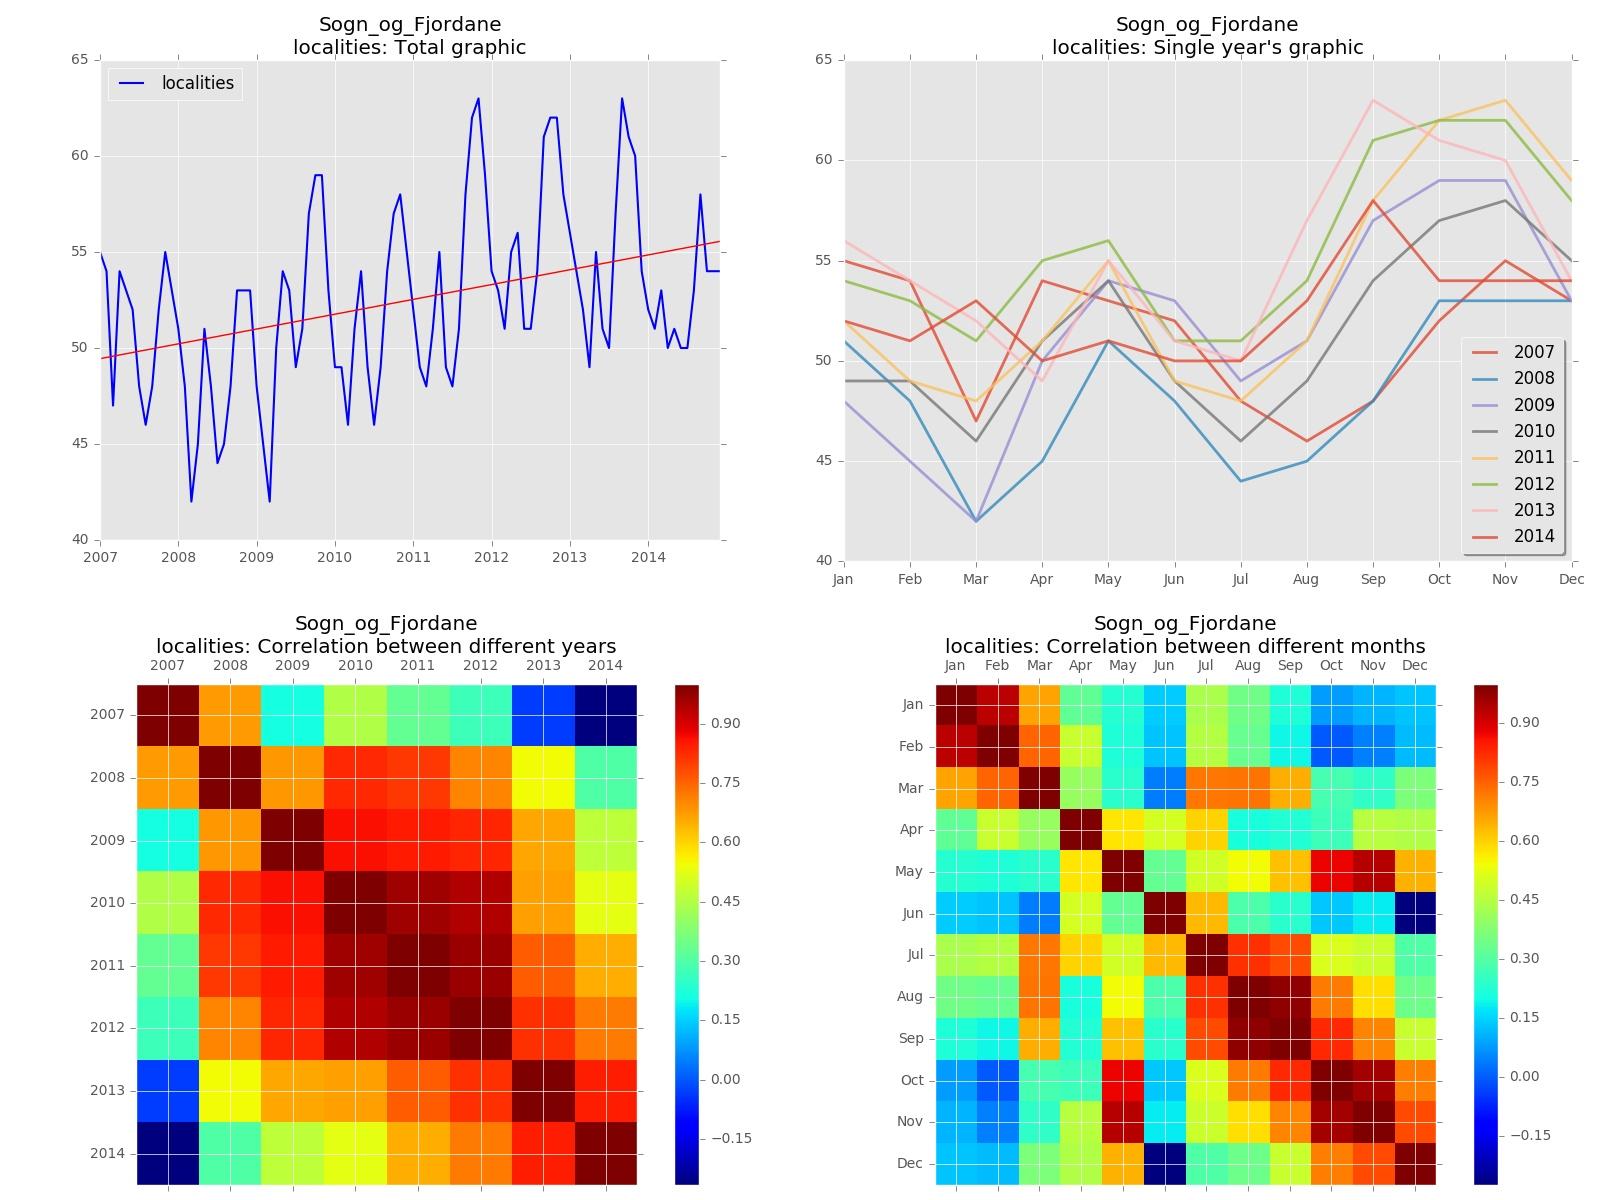 Sogn_og_Fjordane
localities: Total graphic
65
60
55
50
45
40
localities
2007 2008 2009 2010 2011 2012 2013 2014
Sogn_og_Fjordane
localities: Single year's graphic
65
60
55
50
45
40
2007
2008
2009
2010
2011
2012
2013
2014
Jan Feb Mar Apr May Jun Jul Aug Sep Oct Nov Dec
Sogn_og_Fjordane
localities: Correlation between different years
2007 2008 2009 2010 2011 2012 2013 2014
2007
2008
2009
2010
2011
2012
2013
2014
0.90
0.75
0.60
0.45
0.30
0.15
0.00
−0.15
Sogn_og_Fjordane
localities: Correlation between different months
Jan Feb Mar Apr May Jun Jul Aug Sep Oct Nov Dec
Jan
Feb
Mar
Apr
May
Jun
Jul
Aug
Sep
Oct
Nov
Dec
0.90
0.75
0.60
0.45
0.30
0.15
0.00
−0.15